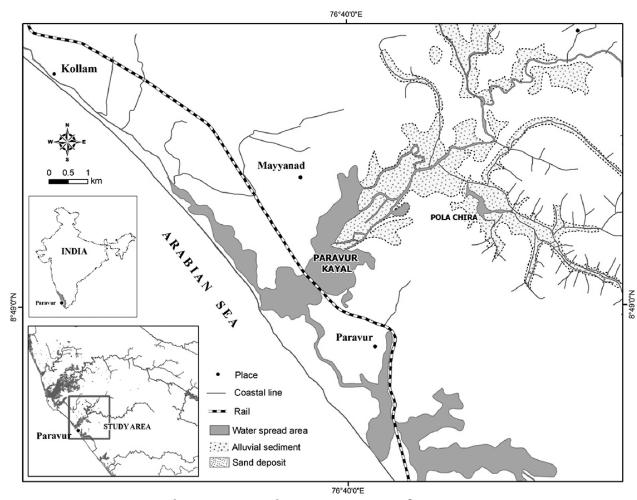 76°40'0"E
Kollam
N
W E
S
0 0.5 1
km
Mayyanad
INDIA
Paravur
ARABIAN SEA
POLA CHIRA
PARAVUR
KAYAL
8°49'0"N
8°49'0"N
Paravur
STUDY AREA
Paravur
Place
Coastal line
Rail
Water spread area
Alluvial sediment
Sand deposit
76°40'0"E